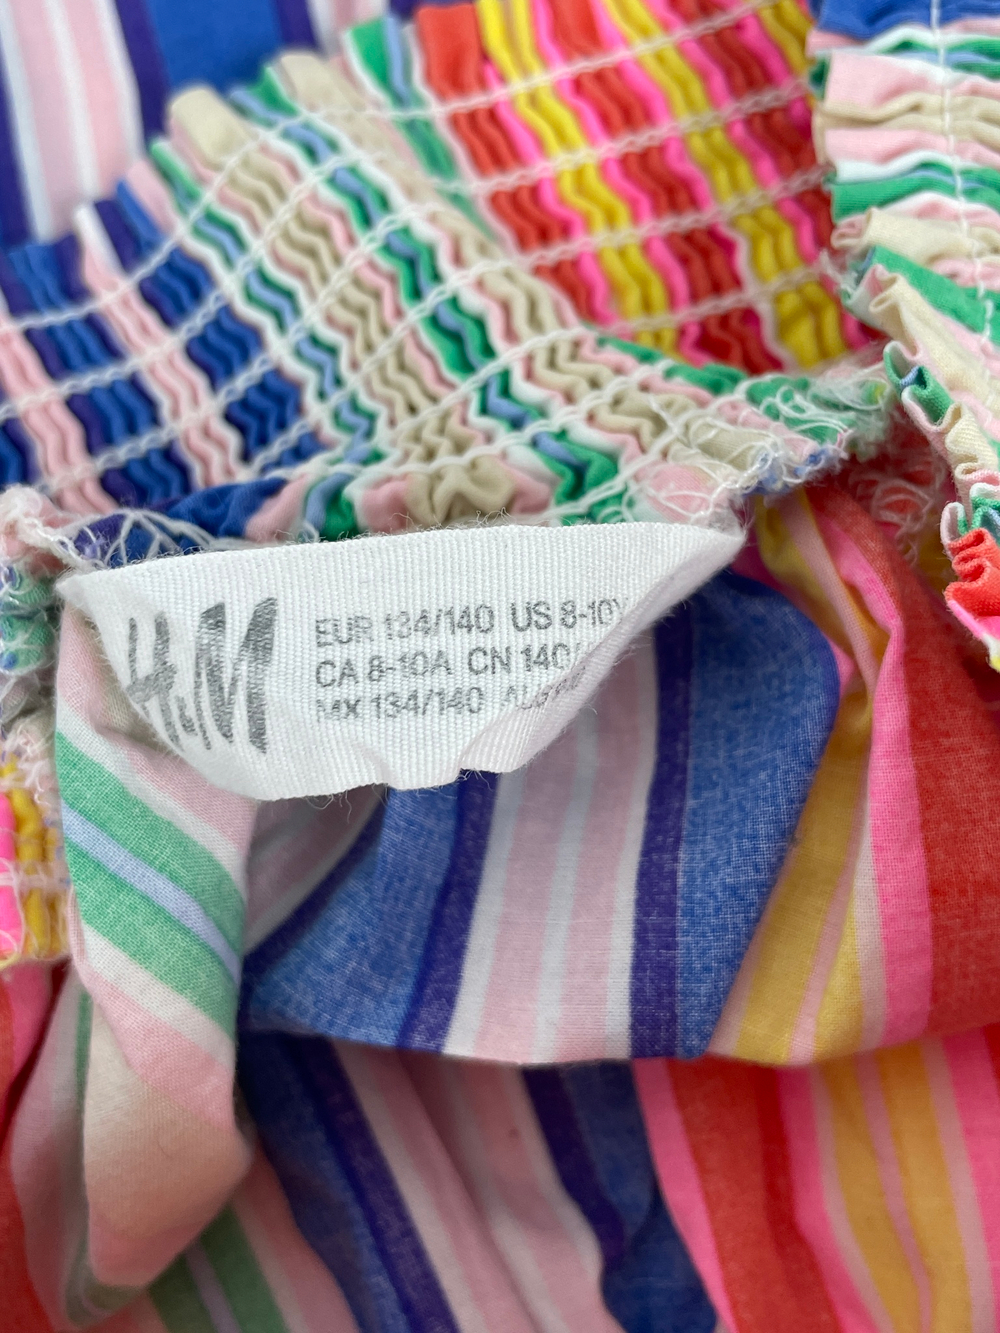 H&M
EUR 134/140 US 8-10Y
CA 8-10A CN 140/
MX 134/140